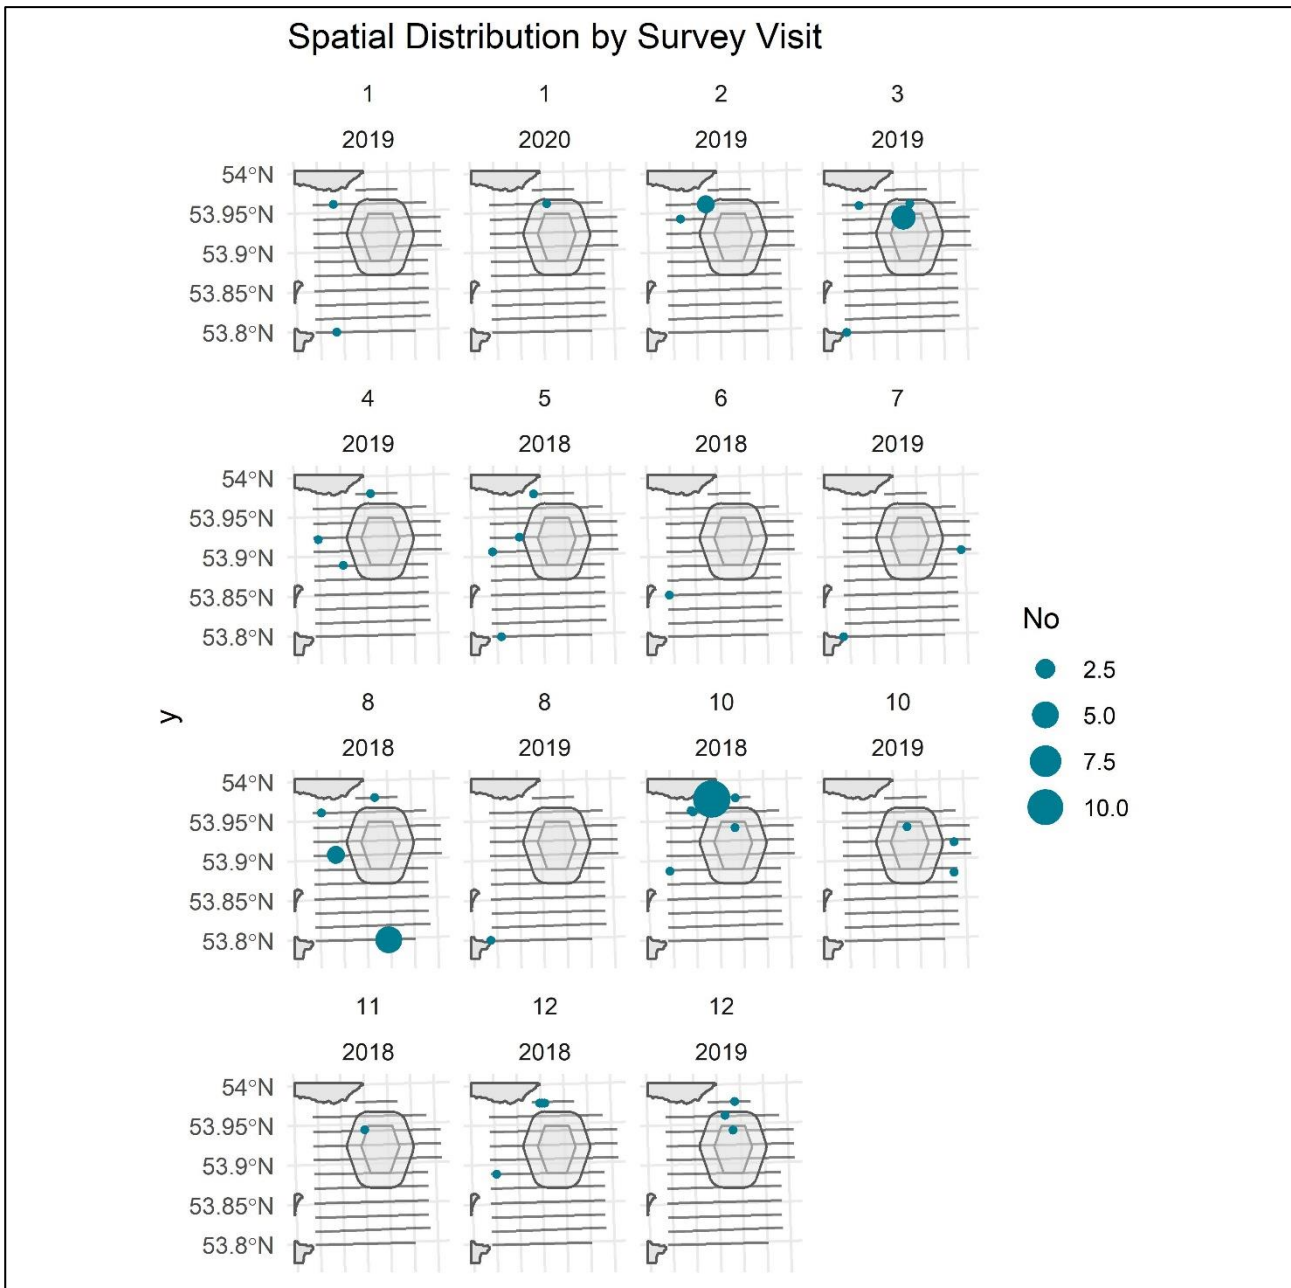 Spatial Distribution by Survey Visit
1 1 2 3
2019 2020 2019 2019
54°N
53.95°N
53.9°N
53.85°N
53.8°N
4 5 6 7
2019 2018 2018 2019
54°N
53.95°N
53.9°N
53.85°N
53.8°N
8 8 10 10
2018 2019 2018 2019
54°N
53.95°N
53.9°N
53.85°N
53.8°N
11 12 12
2018 2018 2019
54°N
53.95°N
53.9°N
53.85°N
53.8°N
y
No
2.5
5.0
7.5
10.0